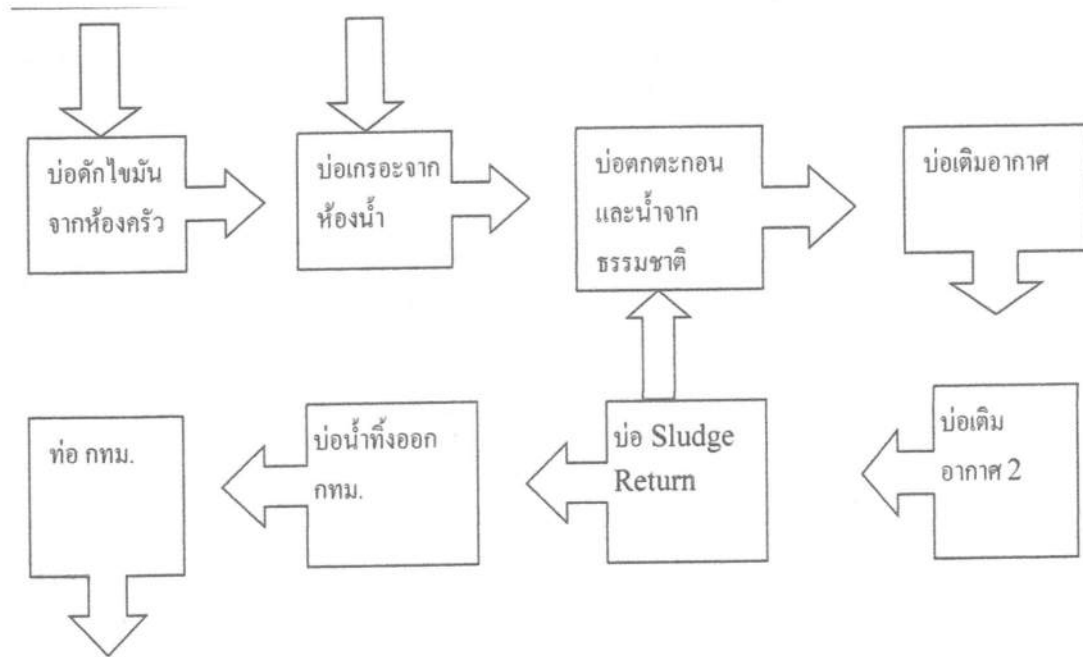 บ่อดักไขมัน
จากห้องครัว
บ่อเกรอะจาก
ห้องน้ำ
บ่อตกตะกอน
และน้ำจาก
ธรรมชาติ
บ่อเติมอากาศ
บ่อเติม
อากาศ 2
บ่อ Sludge
Return
บ่อน้ำทิ้งออก
กทม.
ท่อ กทม.